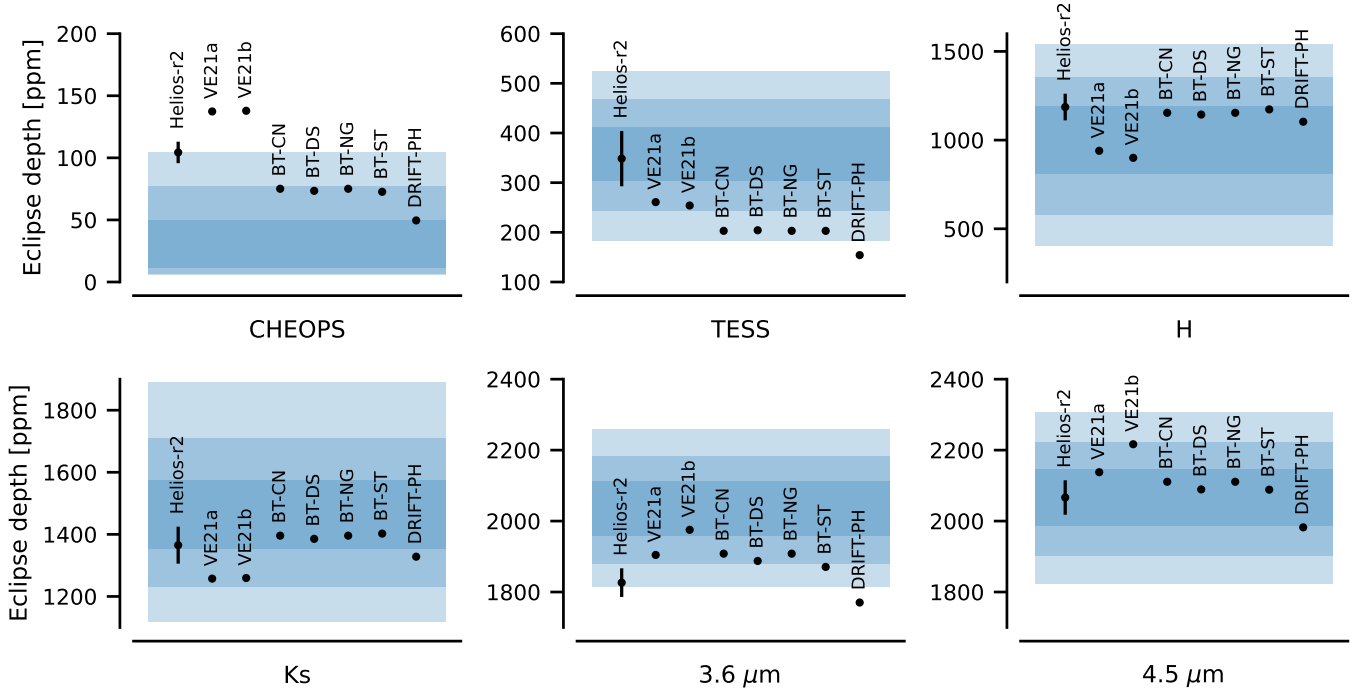 Eclipse depth [ppm]
200
150
100
50
0
Helios-r2
VE21a
VE21b
BT-CN
BT-DS
BT-NG
BT-ST
DRIFT-PH
CHEOPS
600
500
400
300
200
100
Helios-r2
VE21a
VE21b
BT-CN
BT-DS
BT-NG
BT-ST
DRIFT-PH
TESS
1500
1000
500
Helios-r2
VE21a
VE21b
BT-CN
BT-DS
BT-NG
BT-ST
DRIFT-PH
H
Eclipse depth [ppm]
1800
1600
1400
1200
Helios-r2
VE21a
VE21b
BT-CN
BT-DS
BT-NG
BT-ST
DRIFT-PH
Ks
2400
2200
2000
1800
Helios-r2
VE21a
VE21b
BT-CN
BT-DS
BT-NG
BT-ST
DRIFT-PH
3.6 μm
2400
2200
2000
1800
Helios-r2
VE21a
VE21b
BT-CN
BT-DS
BT-NG
BT-ST
DRIFT-PH
4.5 μm